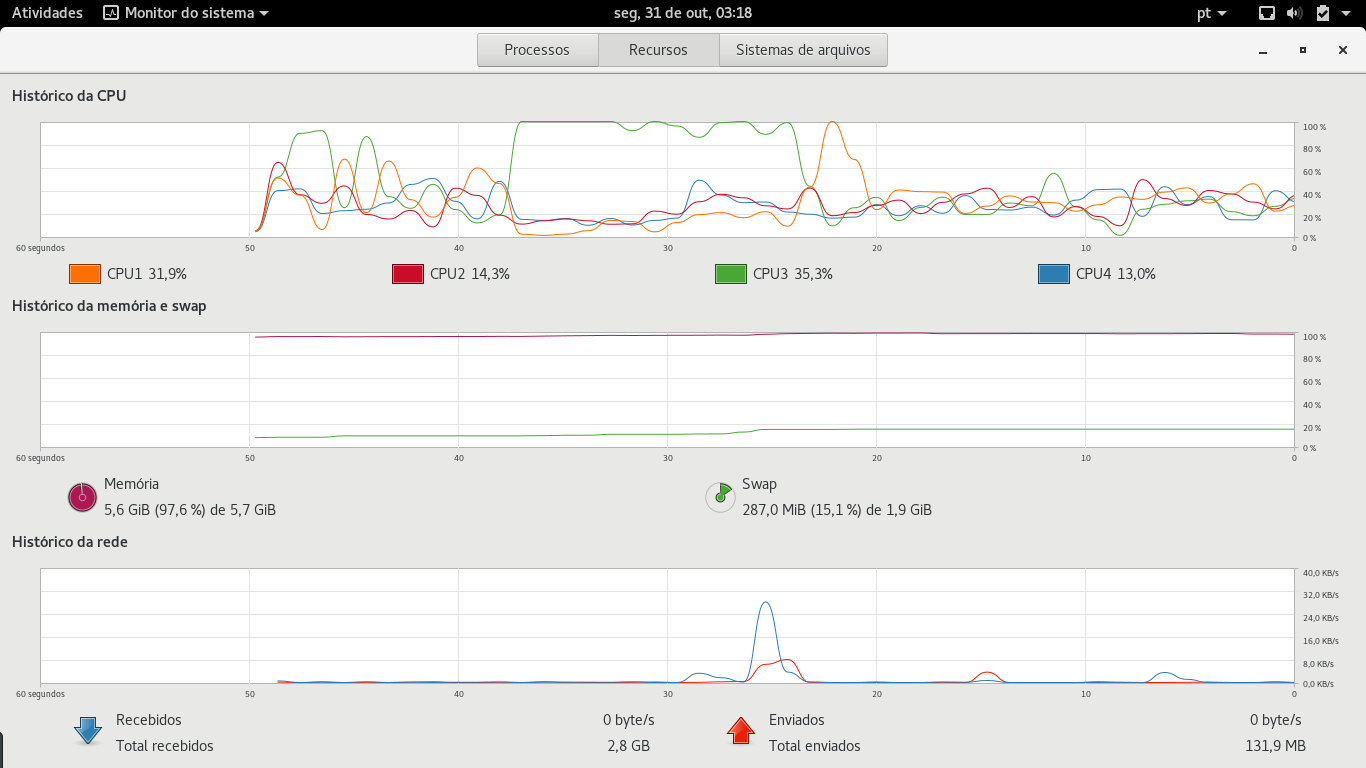 Atividades Monitor do sistema seg, 31 de out, 03:18 pt
Processos Recursos Sistemas de arquivos
Histórico da CPU
100 %
80 %
60 %
40 %
20 %
0 %
60 segundos 50 40 30 20 10 0
CPU1 31,9% CPU2 14,3% CPU3 35,3% CPU4 13,0%
Histórico da memória e swap
100 %
80 %
60 %
40 %
20 %
0 %
60 segundos 50 40 30 20 10 0
Memória Swap
5,6 GiB (97,6 %) de 5,7 GiB 287,0 MiB (15,1 %) de 1,9 GiB
Histórico da rede
40,0 KB/s
32,0 KB/s
24,0 KB/s
16,0 KB/s
8,0 KB/s
0,0 KB/s
60 segundos 50 40 30 20 10 0
Recebidos 0 byte/s Enviados 0 byte/s
Total recebidos 2,8 GB Total enviados 131,9 MB